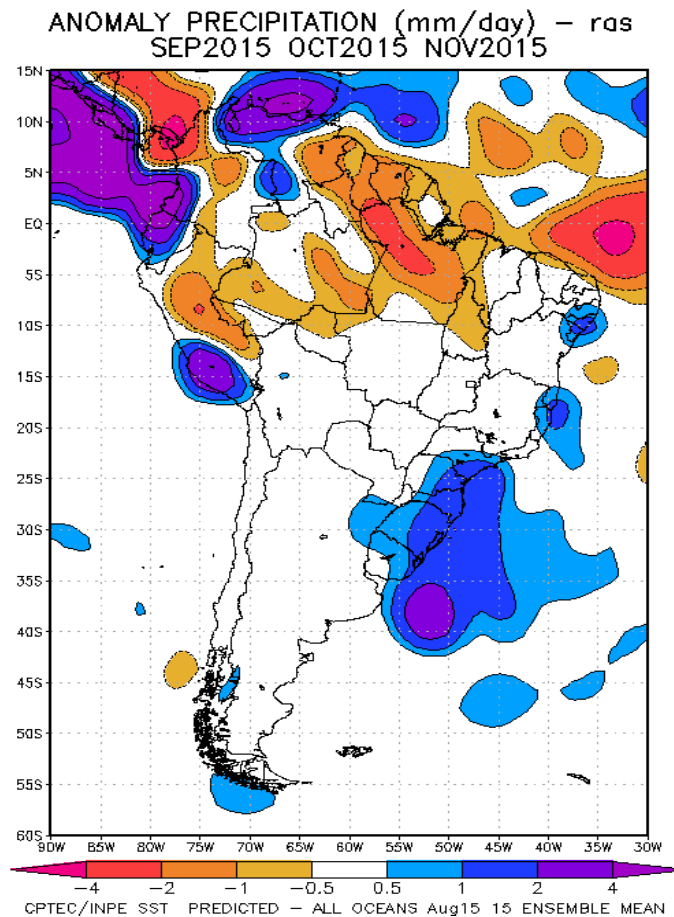 ANOMALY PRECIPITATION (mm/day) – ras
SEP2015 OCT2015 NOV2015
15N
10N
5N
EQ
5S
10S
15S
20S
25S
30S
35S
40S
45S
50S
55S
60S
90W 85W 80W 75W 70W 65W 60W 55W 50W 45W 40W 35W 30W
−4 −2 −1 −0.5 0.5 1 2 4
CPTEC/INPE SST PREDICTED – ALL OCEANS Aug15 15 ENSEMBLE MEAN